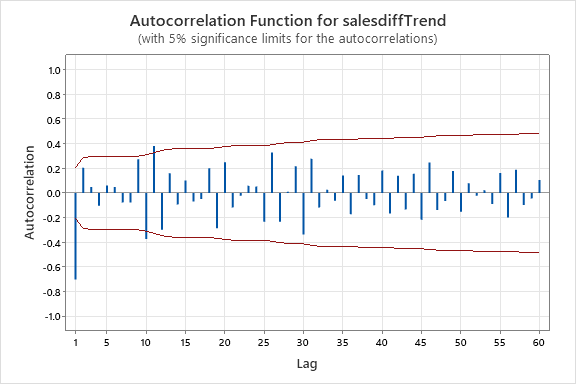 Autocorrelation Function for salesdiffTrend
(with 5% significance limits for the autocorrelations)
1.0
0.8
0.6
0.4
0.2
0.0
-0.2
-0.4
-0.6
-0.8
-1.0
Autocorrelation
1 5 10 15 20 25 30 35 40 45 50 55 60
Lag